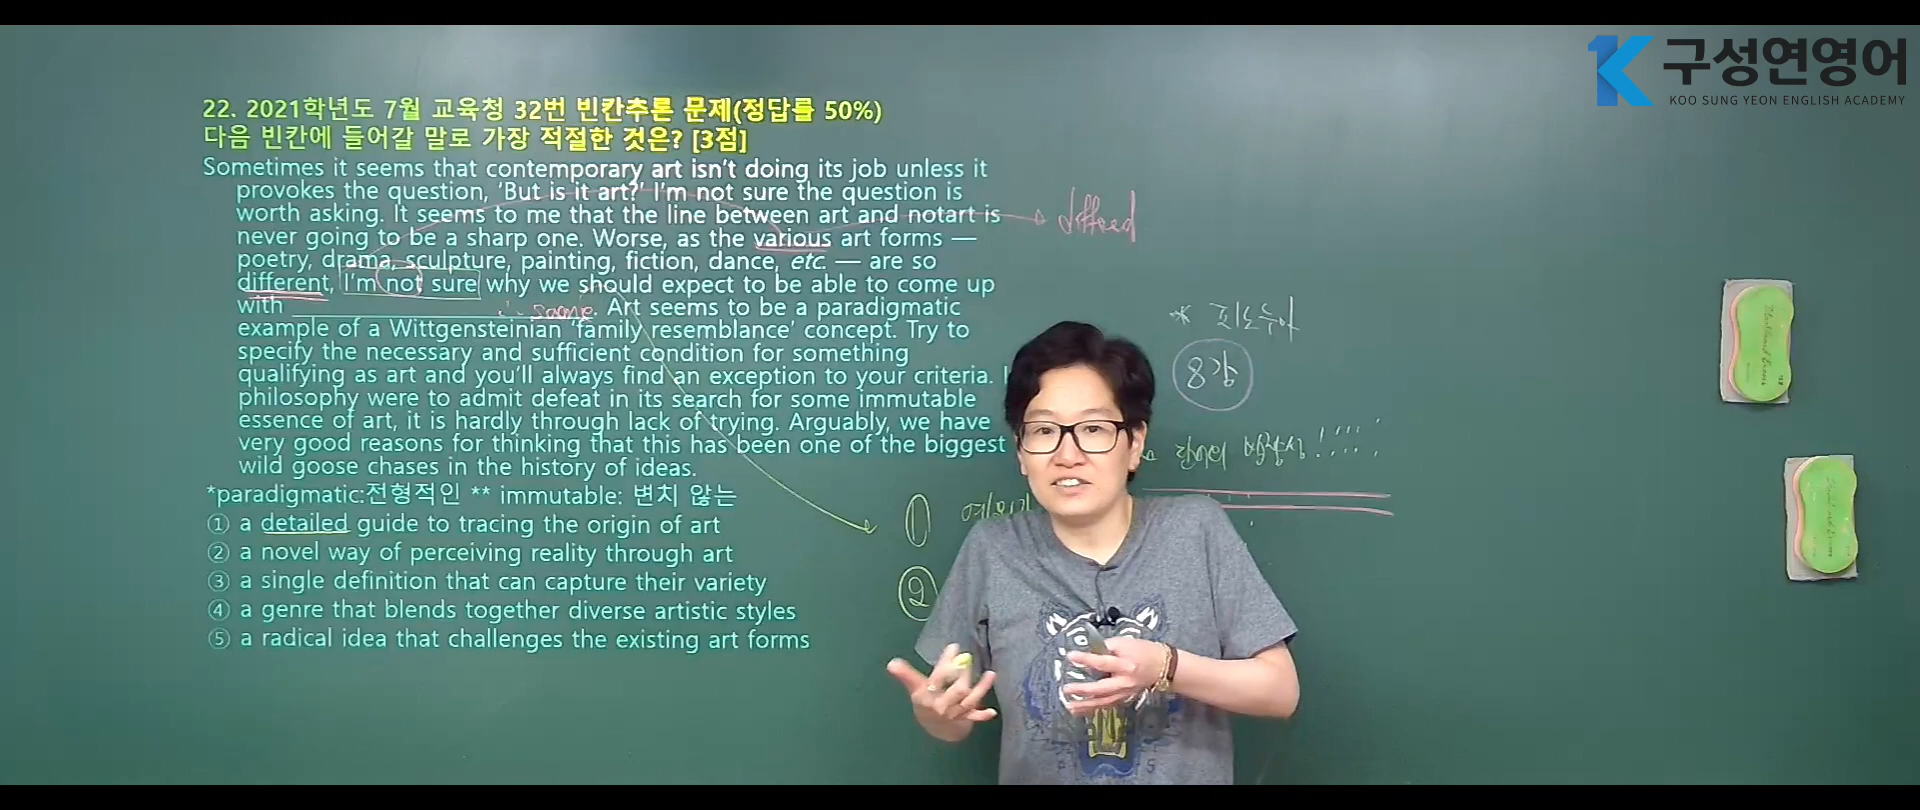 구성연영어
KOO SUNG YEON ENGLISH ACADEMY
22. 2021학년도 7월 교육청 32번 빈칸추론 문제(정답률 50%)
다음 빈칸에 들어갈 말로 가장 적절한 것은? [3점]
Sometimes it seems that contemporary art isn't doing its job unless it
provokes the question, 'But is it art?' I'm not sure the question is
worth asking. It seems to me that the line between art and notart is
never going to be a sharp one. Worse, as the various art forms —
poetry, drama, sculpture, painting, fiction, dance, etc. — are so
different, I'm not sure why we should expect to be able to come up
with ____________________. Art seems to be a paradigmatic
same
example of a Wittgensteinian 'family resemblance' concept. Try to
specify the necessary and sufficient condition for something
qualifying as art and you'll always find an exception to your criteria. I
philosophy were to admit defeat in its search for some immutable
essence of art, it is hardly through lack of trying. Arguably, we have
very good reasons for thinking that this has been one of the biggest
wild goose chases in the history of ideas.
*paradigmatic:전형적인 ** immutable: 변치 않는
① a detailed guide to tracing the origin of art
② a novel way of perceiving reality through art
③ a single definition that can capture their variety
④ a genre that blends together diverse artistic styles
⑤ a radical idea that challenges the existing art forms
8강
①
②